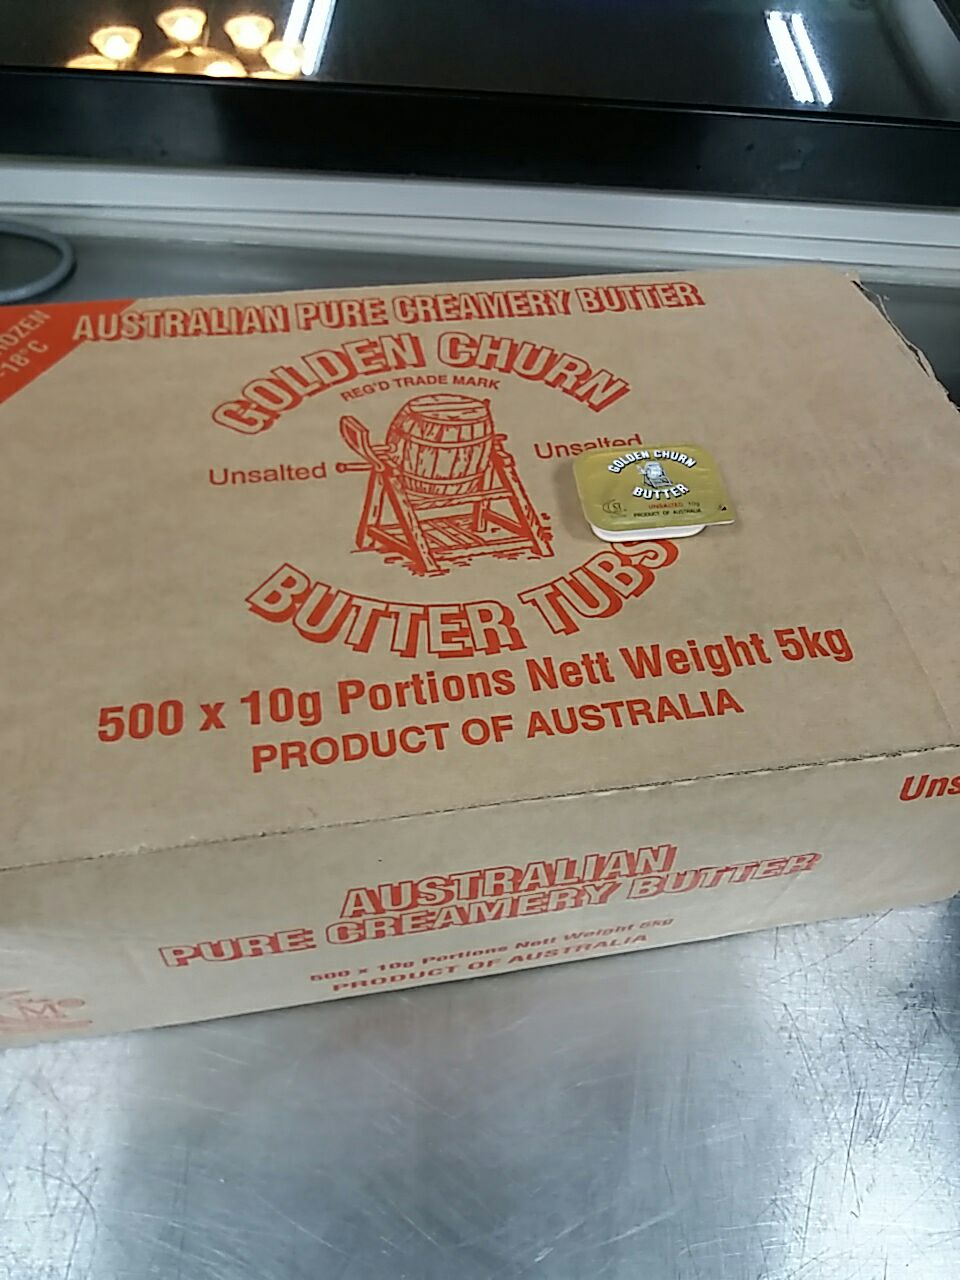 -18°C
AUSTRALIAN PURE CREAMERY BUTTER
GOLDEN CHURN
REG'D TRADE MARK
Unsalted
Unsalted
BUTTER TUBS
500 x 10g Portions Nett Weight 5kg
PRODUCT OF AUSTRALIA
GOLDEN CHURN
BUTTER
UNSALTED 10g
PRODUCT OF AUSTRALIA
Uns
AUSTRALIAN
PURE CREAMERY BUTTER
500 x 10g Portions Nett Weight 5kg
PRODUCT OF AUSTRALIA